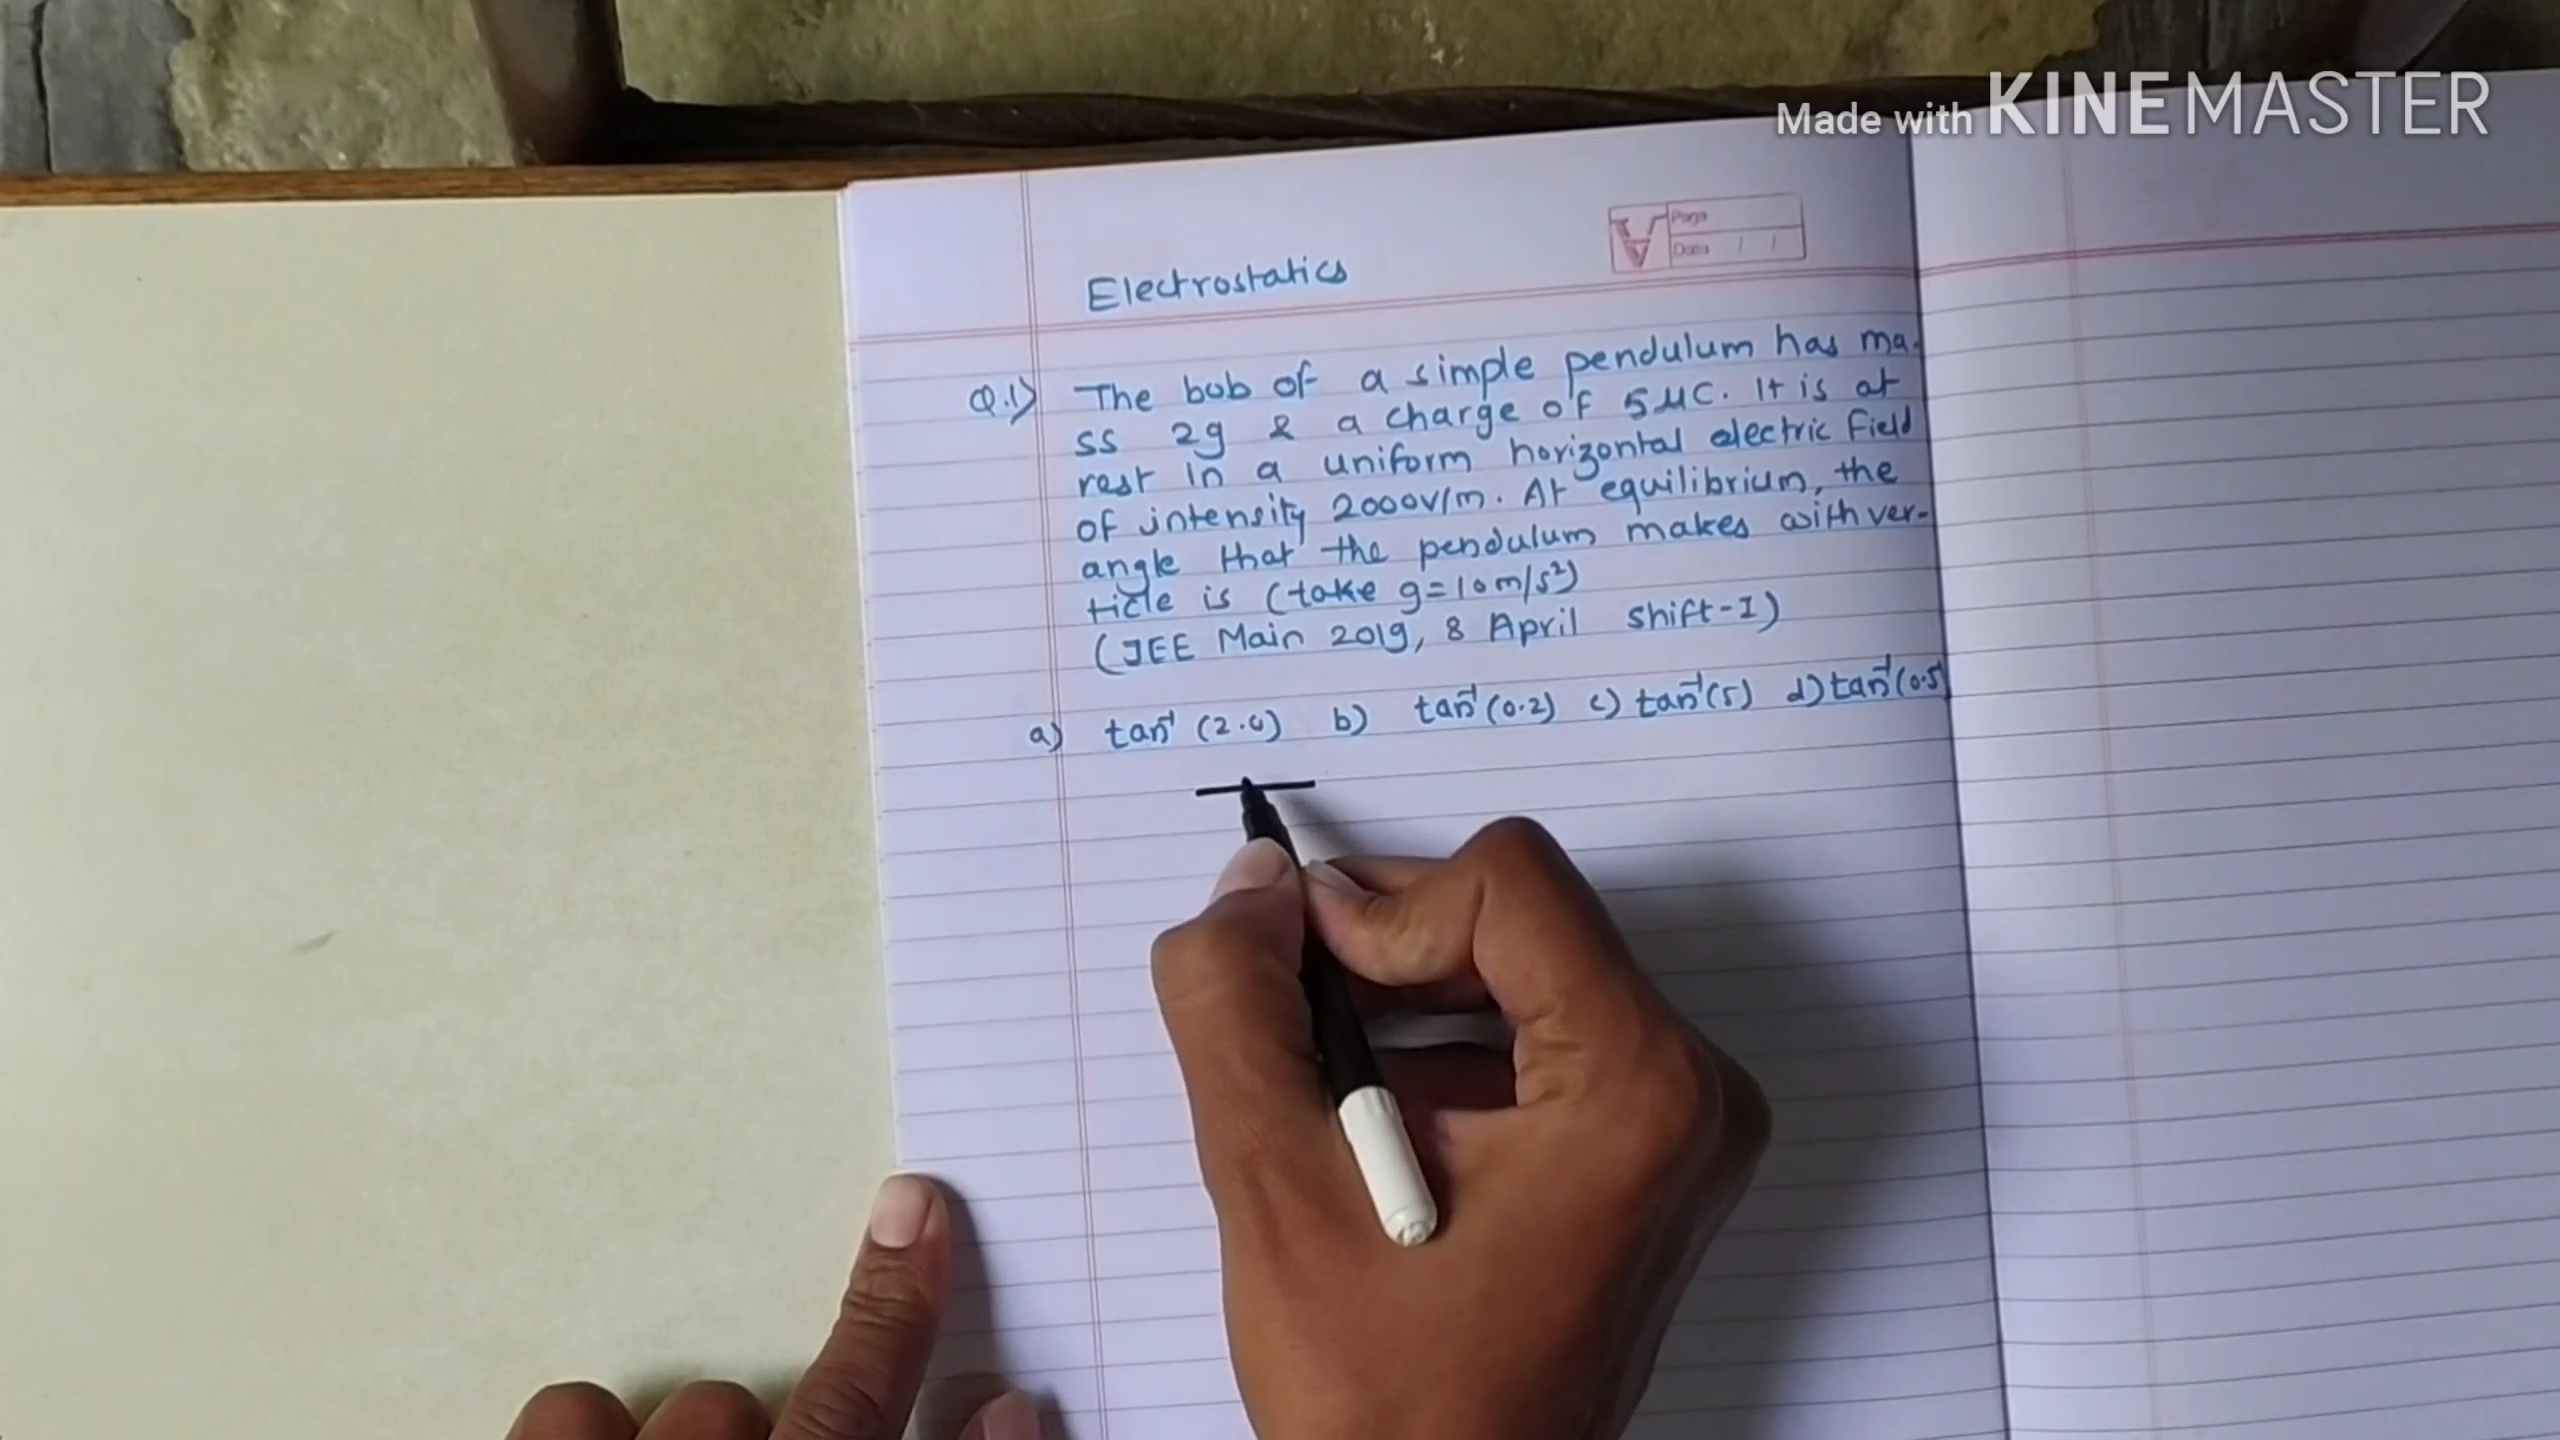 Made with KINEMASTER
Page
Date / /
Electrostatics
Q.1) The bob of a simple pendulum has ma-
ss 2g & a charge of 5μC. It is at
rest in a uniform horizontal electric field
of intensity 2000v/m. At equilibrium, the
angle that the pendulum makes with ver-
ticle is (take g=10m/s²)
(JEE Main 2019, 8 April shift-I)
a) tan⁻¹ (2.0) b) tan⁻¹(0.2) c) tan⁻¹(5) d) tan⁻¹(0.5)